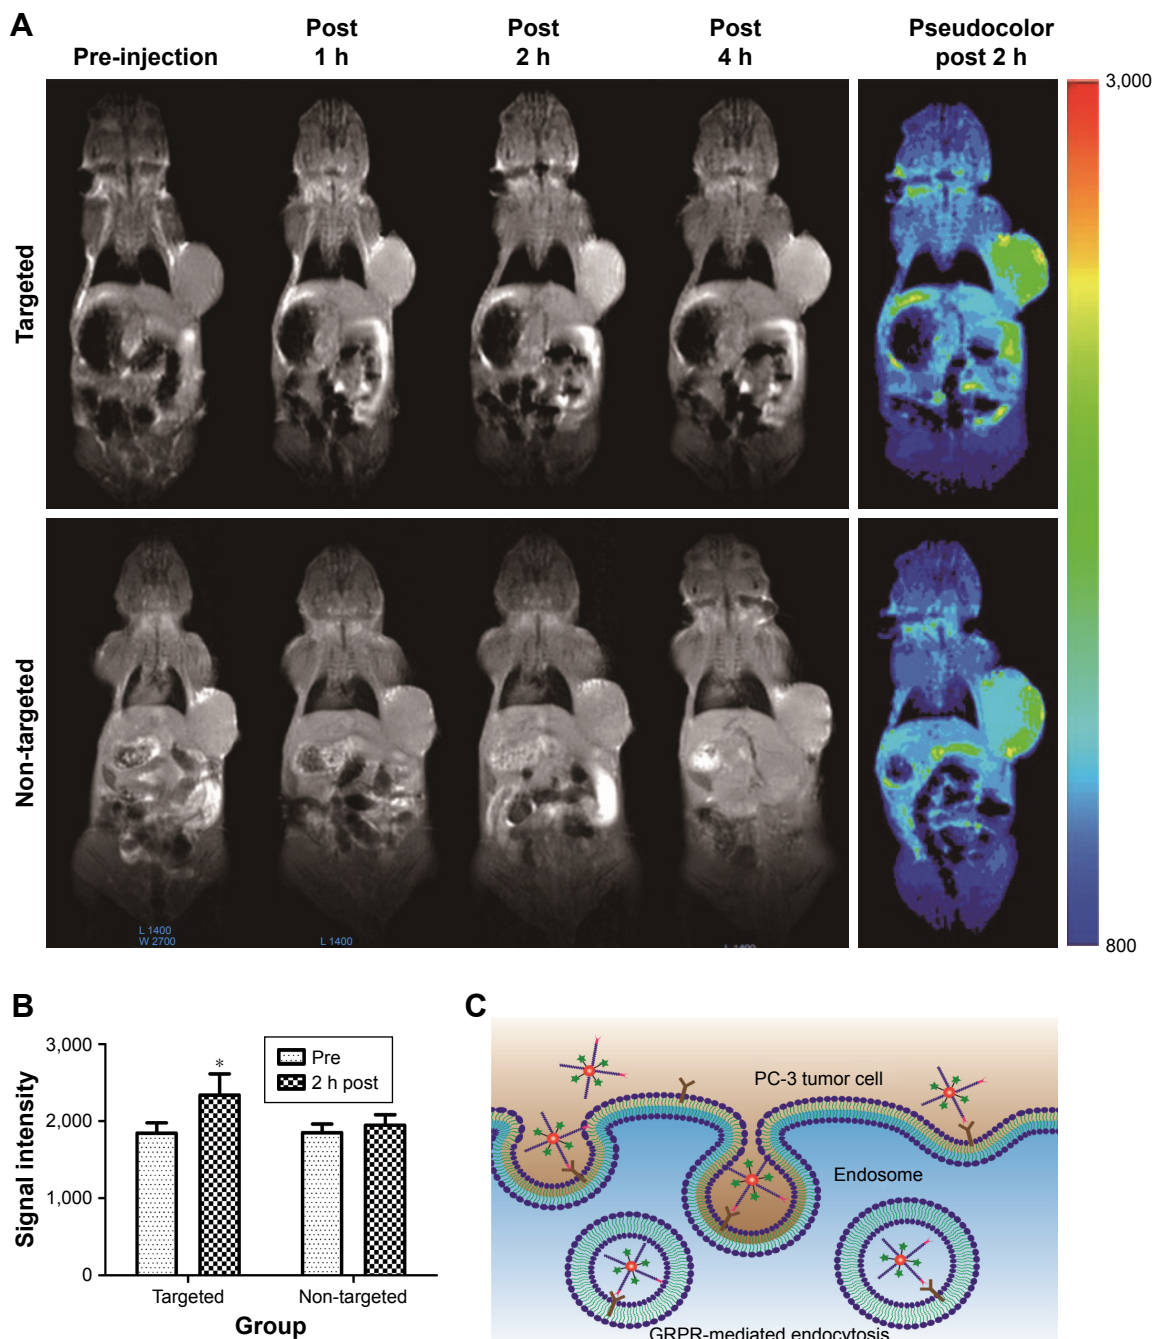 A
Pre-injection
Post
1 h
Post
2 h
Post
4 h
Pseudocolor
post 2 h
3,000
Targeted
Non-targeted
L 1400
W 2700
L 1400
L 1400
800
B
3,000
2,000
1,000
0
Signal intensity
*
Pre
2 h post
Targeted
Non-targeted
Group
C
PC-3 tumor cell
Endosome
GRPR-mediated endocytosis